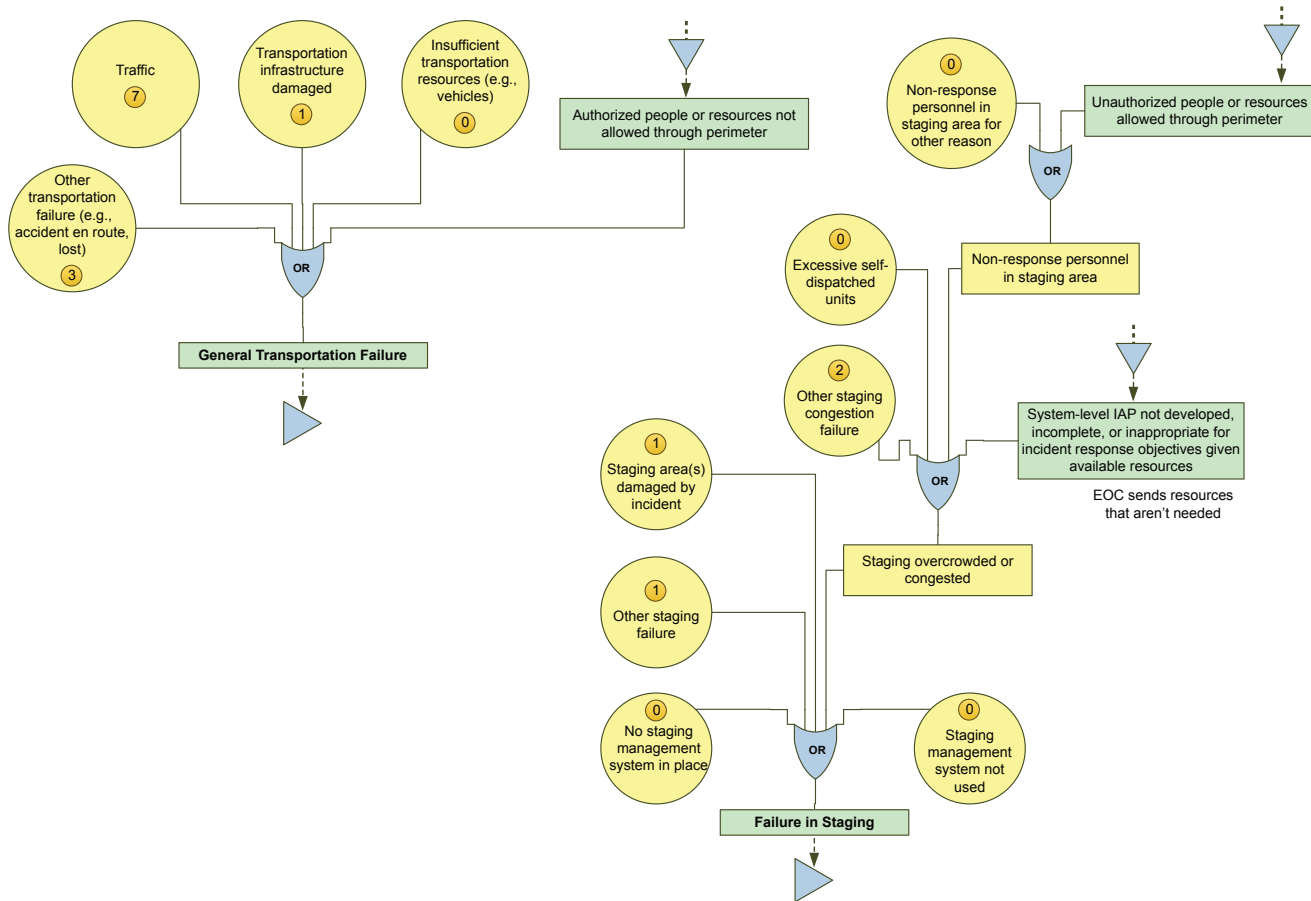 Traffic
7
Transportation
infrastructure
damaged
1
Insufficient
transportation
resources (e.g.,
vehicles)
0
Authorized people or resources not
allowed through perimeter
Other
transportation
failure (e.g.,
accident en route,
lost)
3
OR
General Transportation Failure
0
Non-response
personnel in
staging area for
other reason
Unauthorized people or resources
allowed through perimeter
OR
Non-response personnel
in staging area
0
Excessive self-
dispatched
units
2
Other staging
congestion
failure
System-level IAP not developed,
incomplete, or inappropriate for
incident response objectives given
available resources
EOC sends resources
that aren’t needed
OR
Staging overcrowded or
congested
1
Staging area(s)
damaged by
incident
1
Other staging
failure
0
No staging
management
system in place
0
Staging
management
system not
used
OR
Failure in Staging